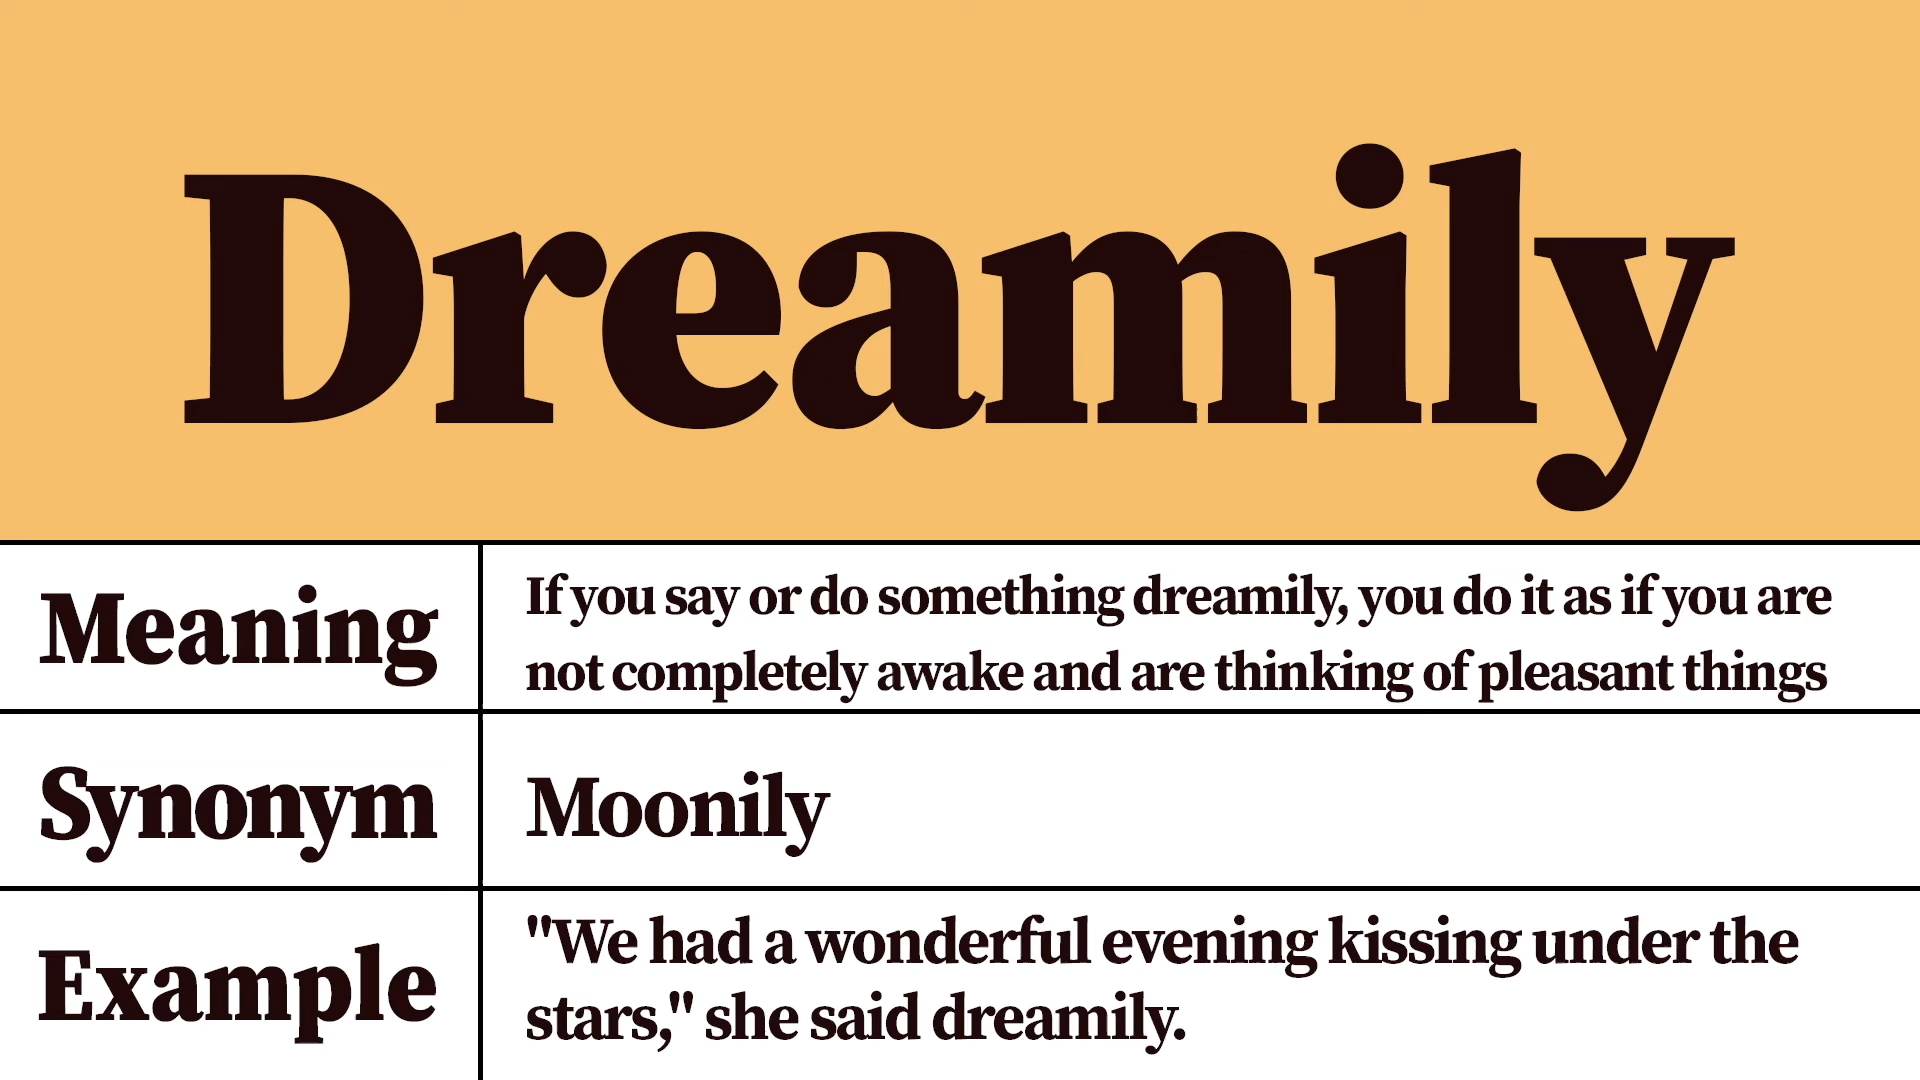 Dreamily
Meaning
If you say or do something dreamily, you do it as if you are
not completely awake and are thinking of pleasant things
Synonym
Moonily
Example
"We had a wonderful evening kissing under the
stars," she said dreamily.